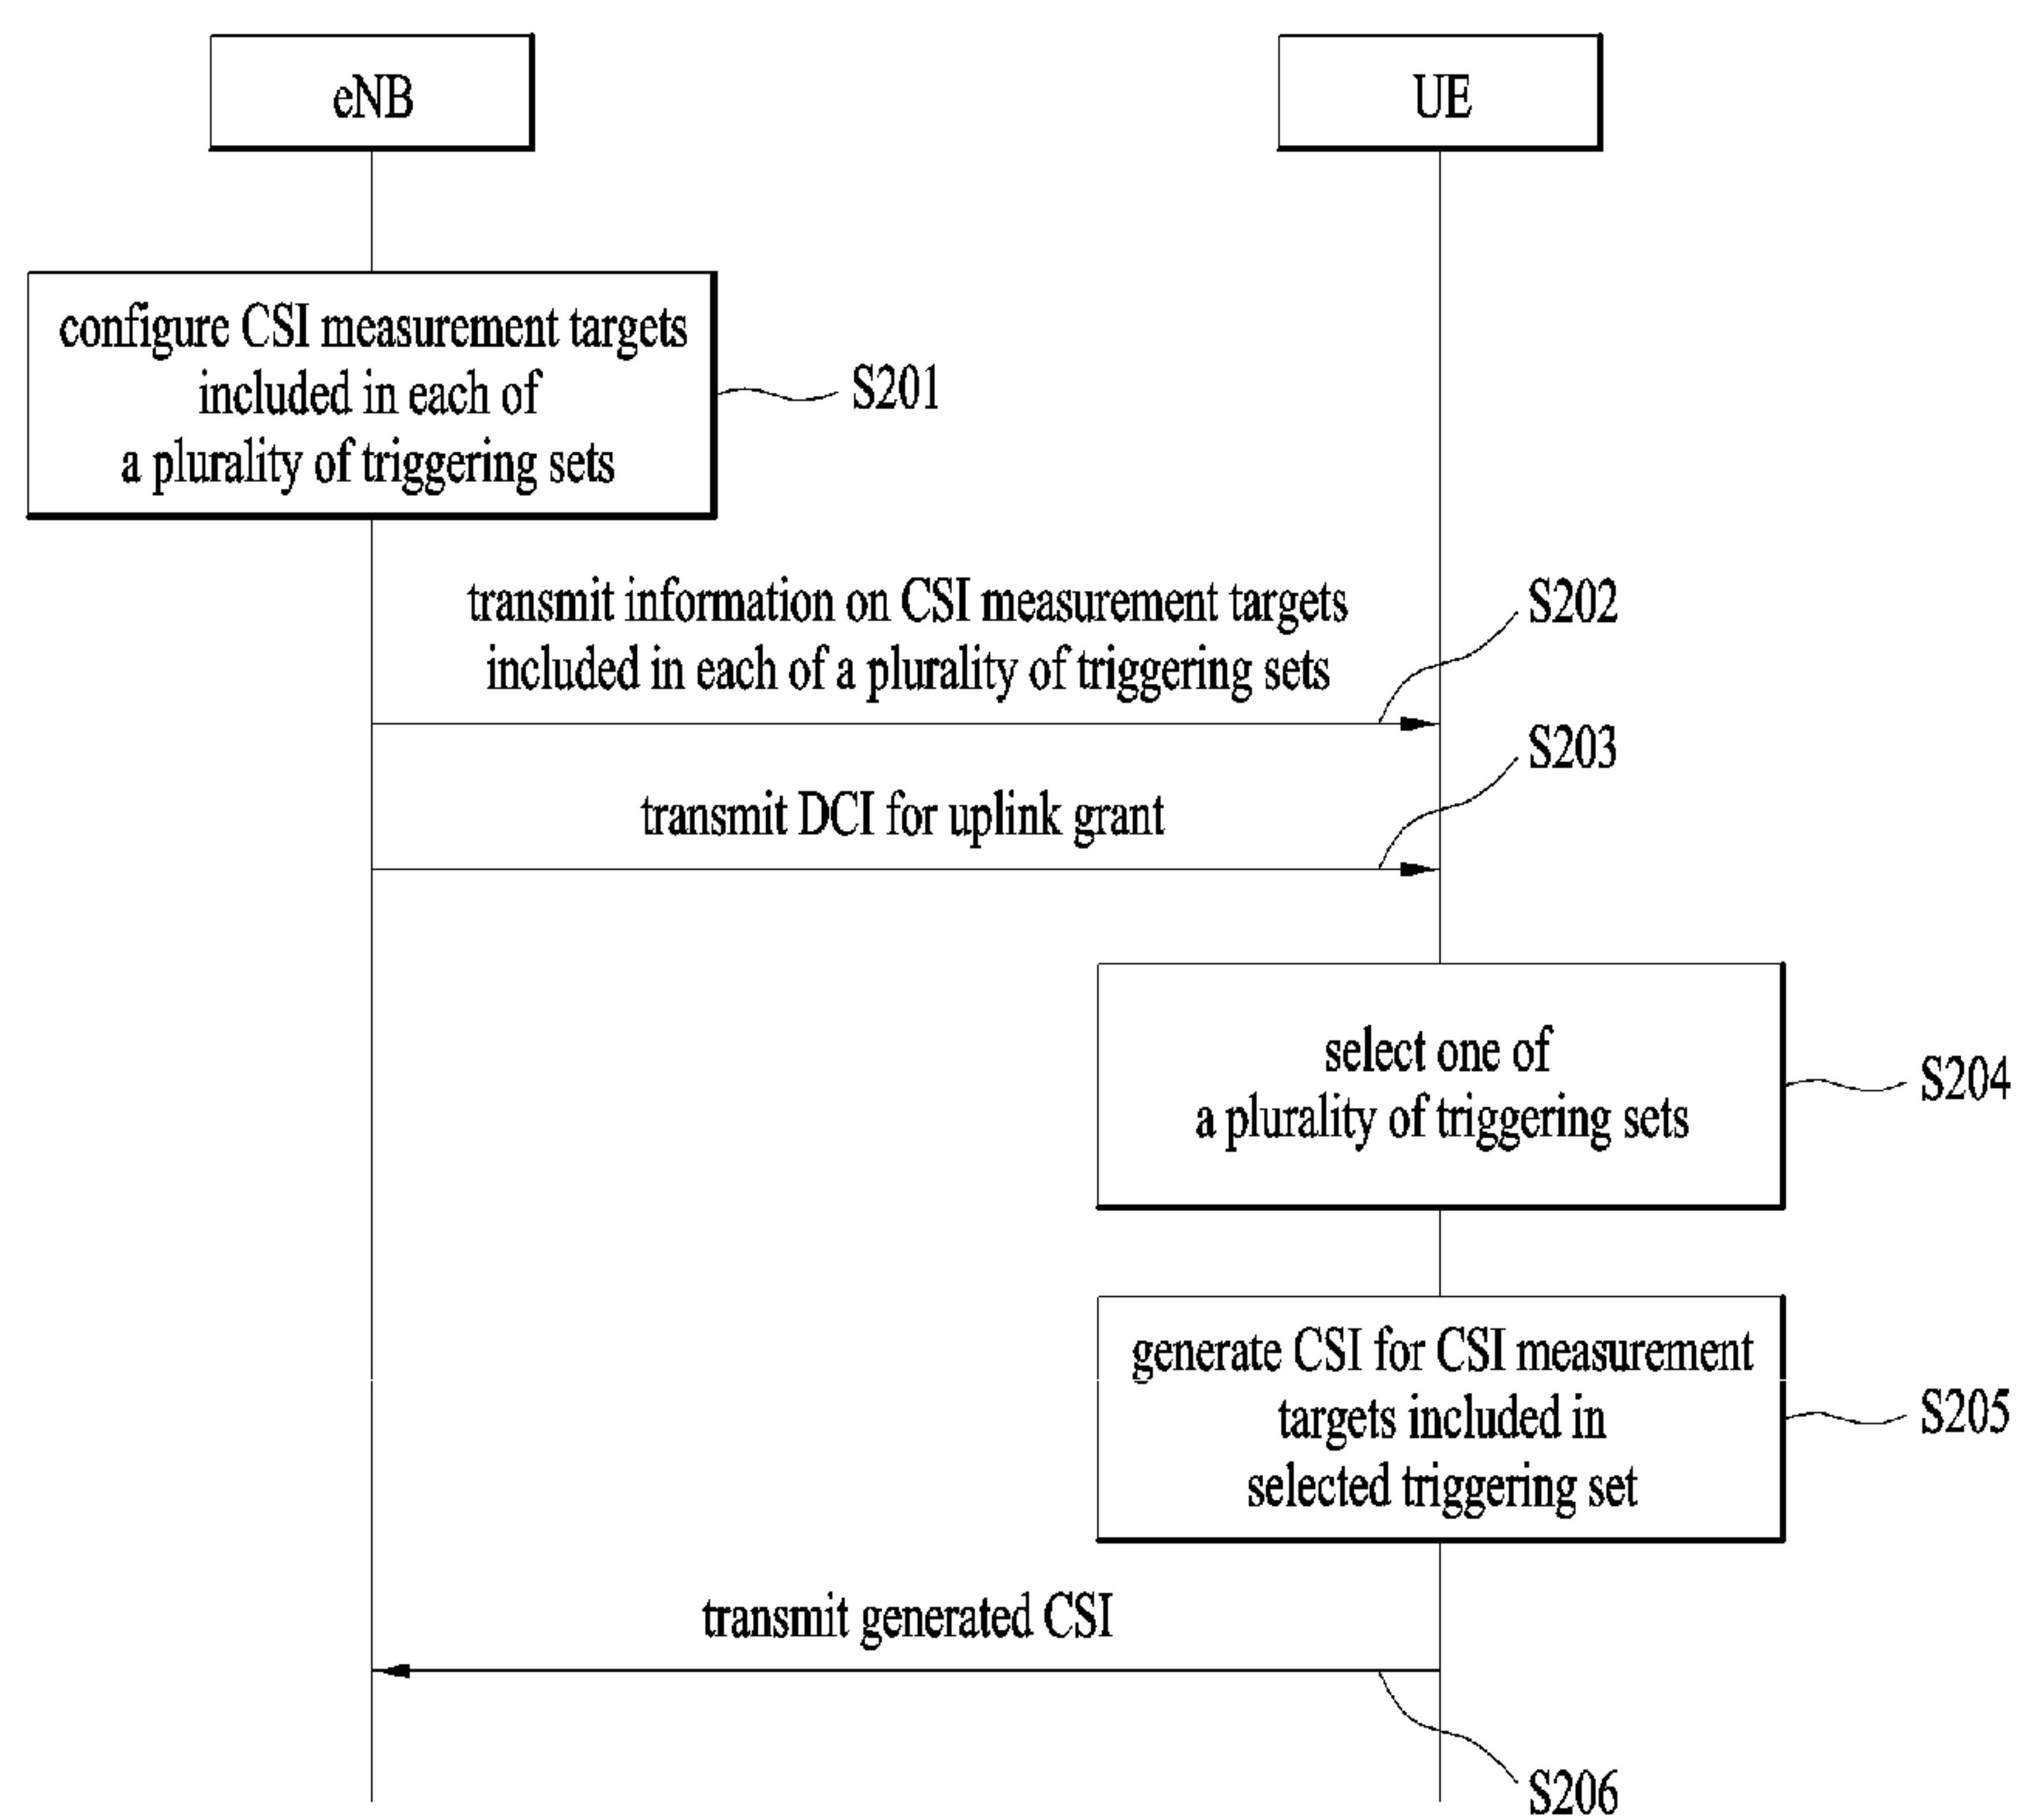 eNB
UE
configure CSI measurement targets
included in each of
a plurality of triggering sets
S201
transmit information on CSI measurement targets
included in each of a plurality of triggering sets
S202
S203
transmit DCI for uplink grant
select one of
a plurality of triggering sets
S204
generate CSI for CSI measurement
targets included in
selected triggering set
S205
transmit generated CSI
S206